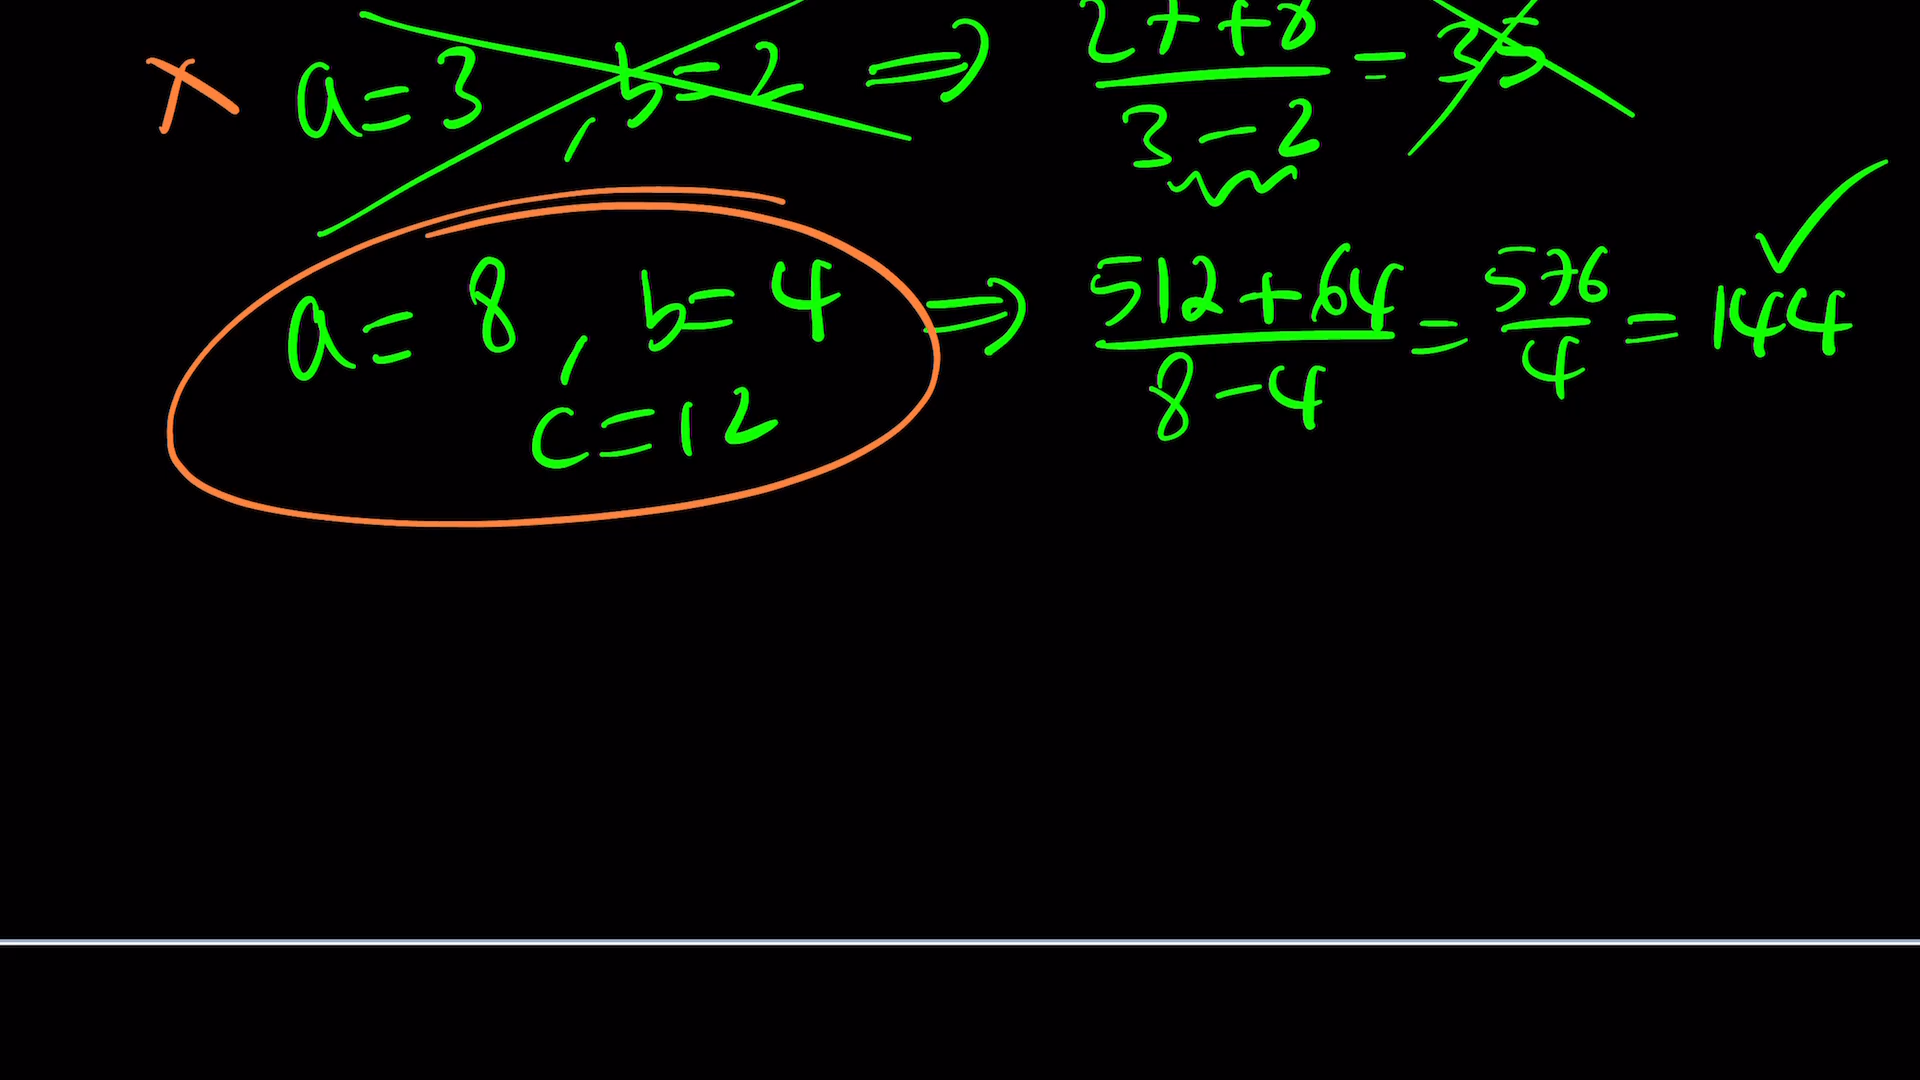 a = 3, b = 2 ⇒ 27 + 8 / 3 - 2 = 35
a = 8, b = 4 ⇒ 512 + 64 / 8 - 4 = 576 / 4 = 144 ✓
c = 12